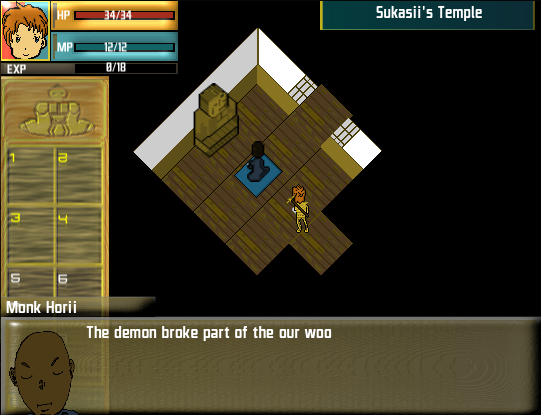 HP 34/34
Sukasii's Temple
MP 12/12
EXP 0/18
1 2
3 4
5 6
Monk Horii
The demon broke part of the our woo